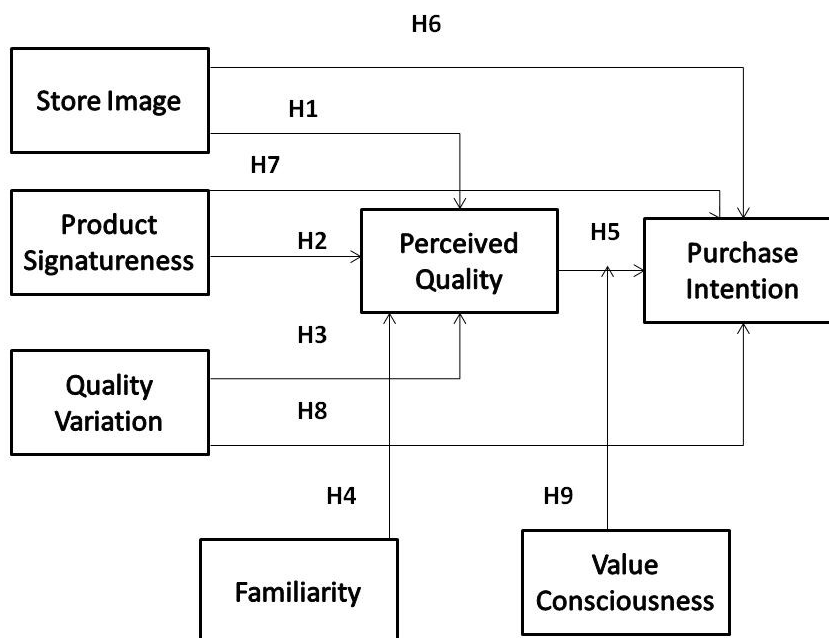 H6
Store Image
H1
H7
Product
Signatureness
H2
Perceived
Quality
H5
Purchase
Intention
H3
Quality
Variation
H8
H4
H9
Familiarity
Value
Consciousness